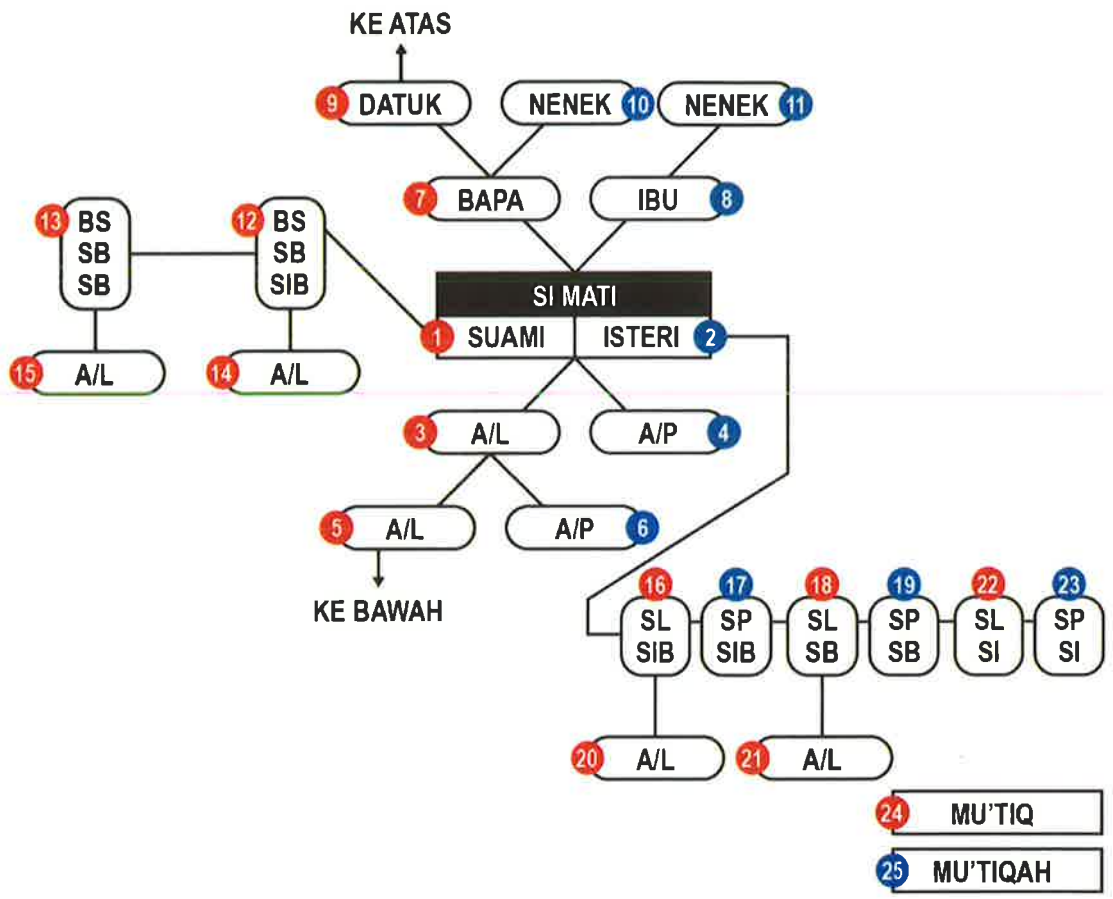 KE ATAS
9 DATUK
NENEK 10
NENEK 11
7 BAPA
IBU 8
13 BS
SB
SB
12 BS
SB
SIB
SI MATI
1 SUAMI
ISTERI 2
15 A/L
14 A/L
3 A/L
A/P 4
5 A/L
A/P 6
KE BAWAH
16
SL
SIB
17
SP
SIB
18
SL
SB
19
SP
SB
22
SL
SI
23
SP
SI
20 A/L
21 A/L
24 MU'TIQ
25 MU'TIQAH